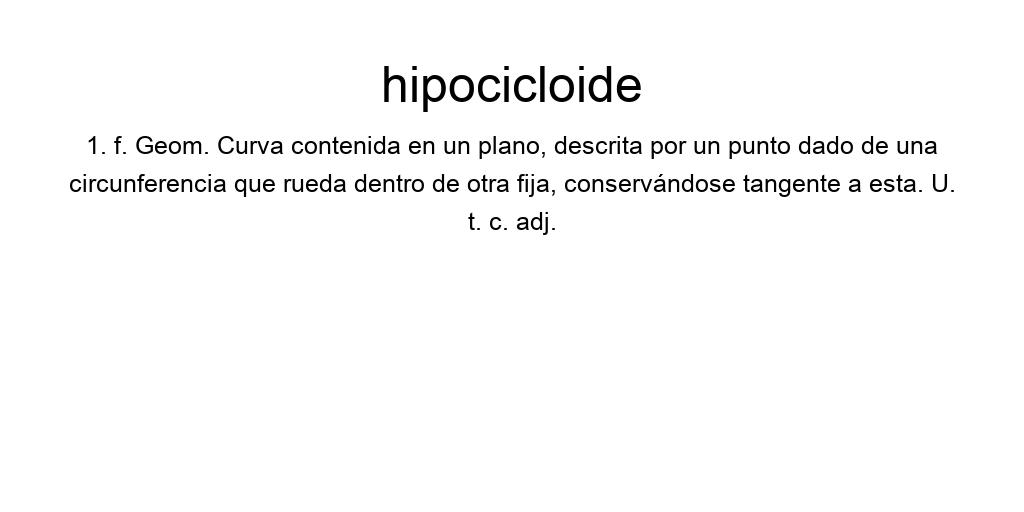 hipocicloide
1. f. Geom. Curva contenida en un plano, descrita por un punto dado de una
circunferencia que rueda dentro de otra fija, conservándose tangente a esta. U.
t. c. adj.